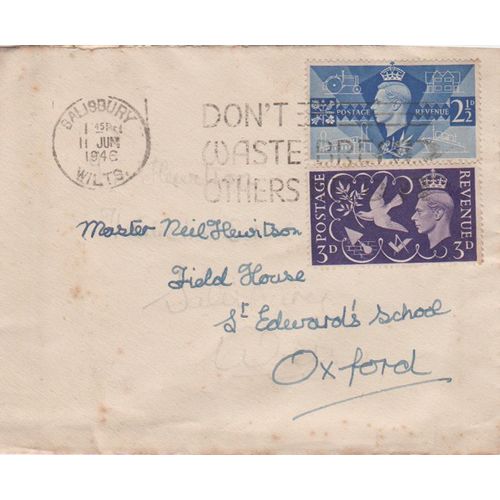 SALISBURY
11 JUN
1946
WILTS.
DON'T
WASTE BREAD
OTHERS
POSTAGE REVENUE 2½D
POSTAGE 3D
REVENUE 3D
Master Neil Hewitson
Field House
St Edward's School
Oxford